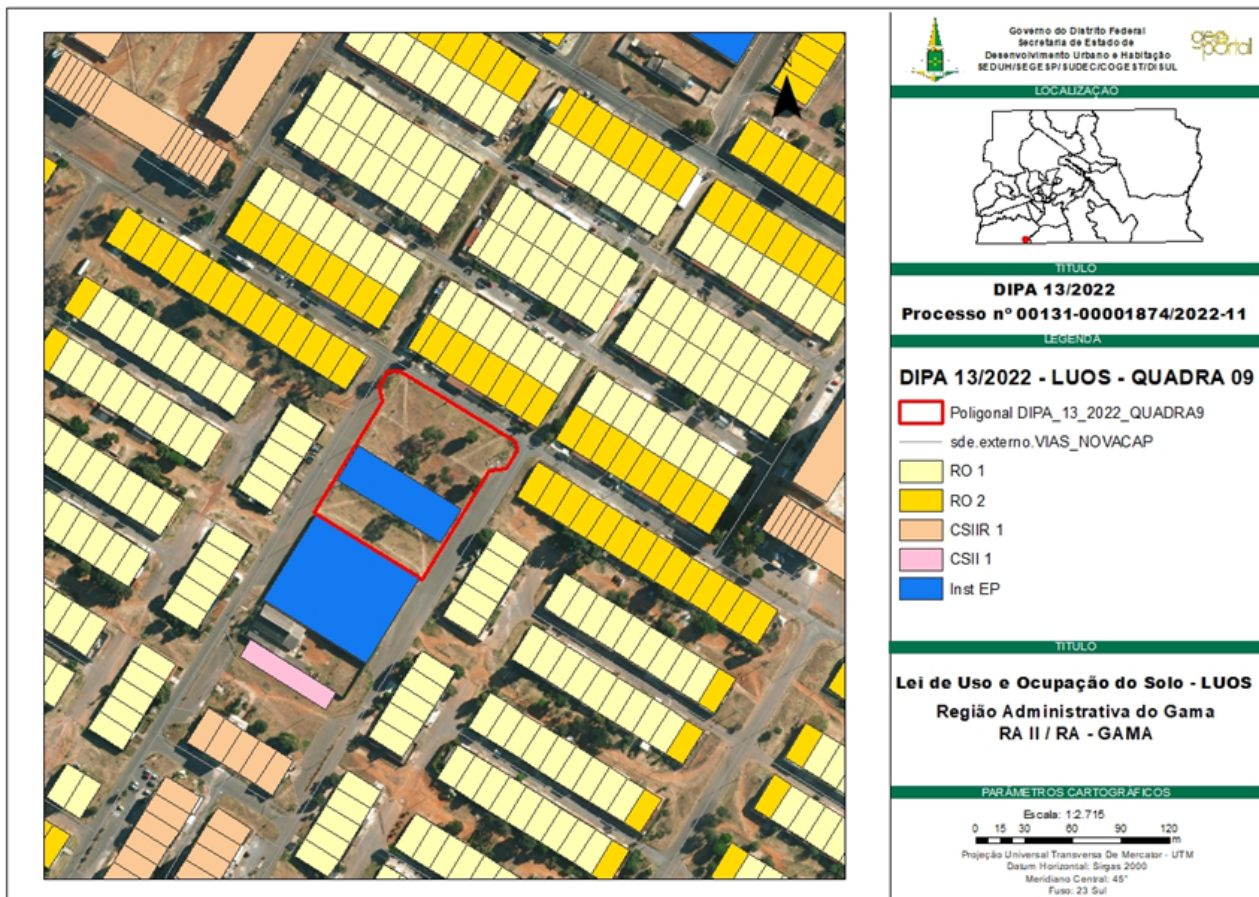 Governo do Distrito Federal
Secretaria de Estado de
Desenvolvimento Urbano e Habitação
SEDUH/SEGESP/SUDEC/COGEST/DISUL
geo
portal
LOCALIZAÇÃO
TITULO
DIPA 13/2022
Processo nº 00131-00001874/2022-11
LEGENDA
DIPA 13/2022 - LUOS - QUADRA 09
Poligonal DIPA_13_2022_QUADRA9
sde.externo.VIAS_NOVACAP
RO 1
RO 2
CSIIR 1
CSII 1
Inst EP
TITULO
Lei de Uso e Ocupação do Solo - LUOS
Região Administrativa do Gama
RA II / RA - GAMA
PARÂMETROS CARTOGRÁFICOS
Escala: 1:2.715
0 15 30 60 90 120
m
Projeção Universal Transversa De Mercator - UTM
Datum Horizontal: Sirgas 2000
Meridiano Central: 45°
Fuso: 23 Sul